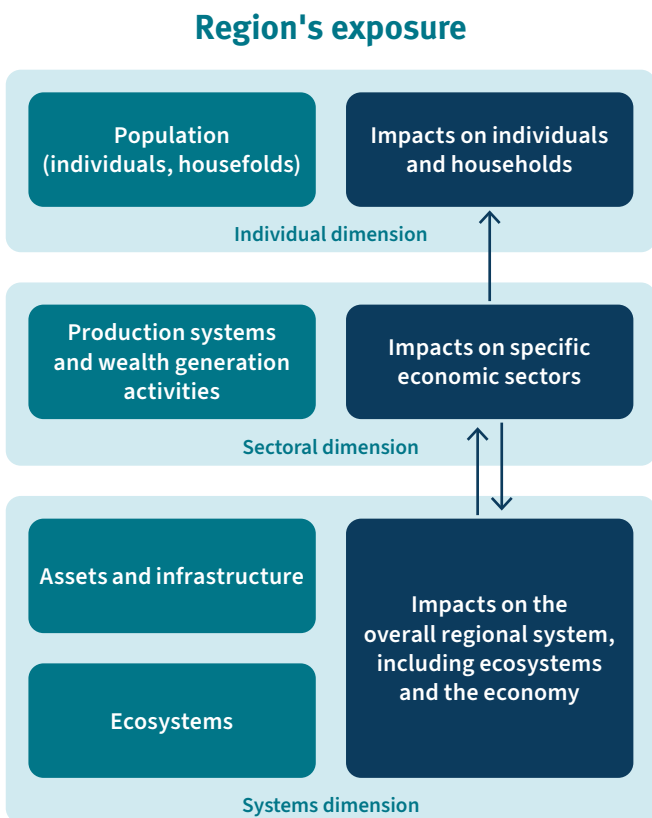 Region's exposure
Population
(individuals, housefolds)
Impacts on individuals
and households
Individual dimension
Production systems
and wealth generation
activities
Impacts on specific
economic sectors
Sectoral dimension
Assets and infrastructure
Ecosystems
Impacts on the
overall regional system,
including ecosystems
and the economy
Systems dimension